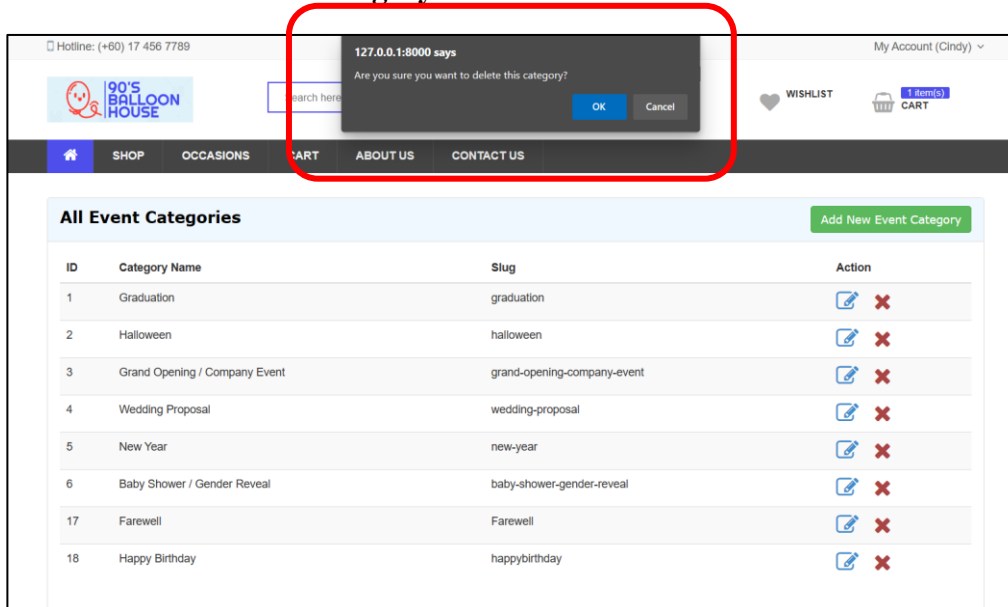 Hotline: (+60) 17 456 7789
127.0.0.1:8000 says
My Account (Cindy)
Are you sure you want to delete this category?
90'S
BALLOON
HOUSE
Search here
OK Cancel
WISHLIST
1 item(s)
CART
SHOP OCCASIONS CART ABOUT US CONTACT US
All Event Categories Add New Event Category
ID Category Name Slug Action
1 Graduation graduation
2 Halloween halloween
3 Grand Opening / Company Event grand-opening-company-event
4 Wedding Proposal wedding-proposal
5 New Year new-year
6 Baby Shower / Gender Reveal baby-shower-gender-reveal
17 Farewell Farewell
18 Happy Birthday happybirthday